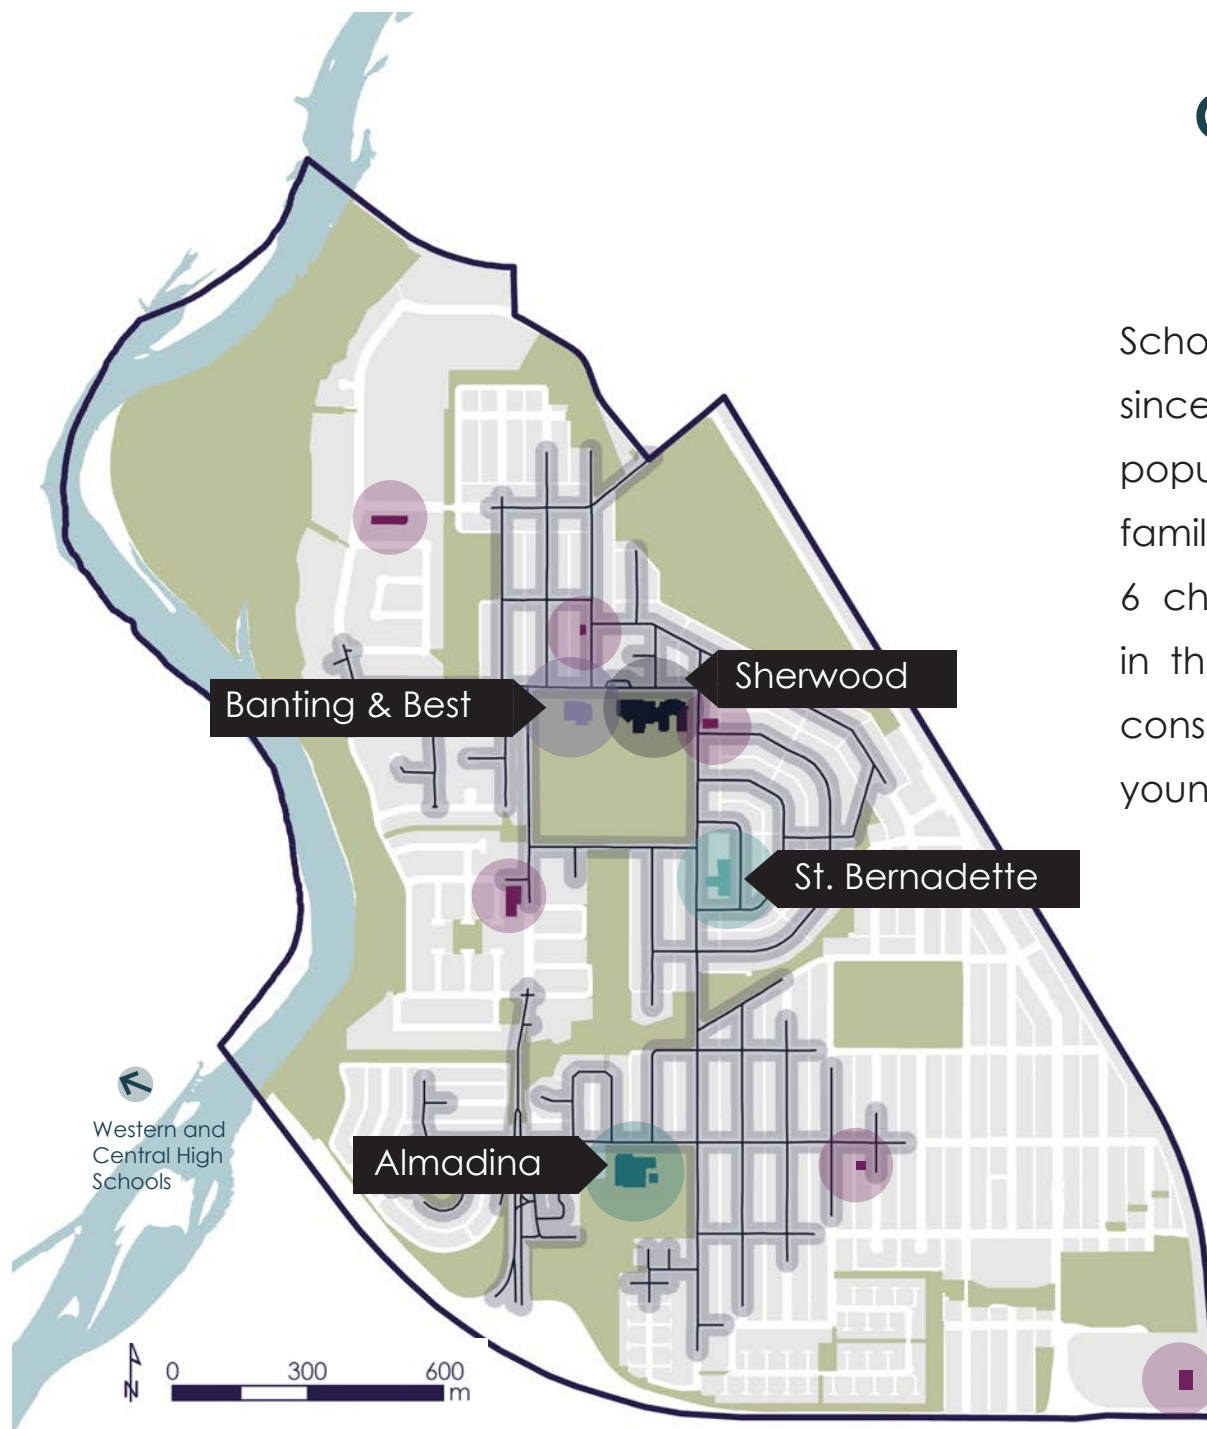 Scho
since
popu
famil
6 ch
in th
Sherwood
Banting & Best
cons
youn
St. Bernadette
Western and
Central High
Schools
Almadina
0 300 600
m
N